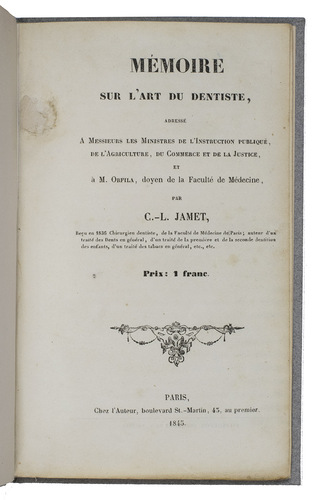 MÉMOIRE
SUR L'ART DU DENTISTE,
ADRESSÉ
A MESSIEURS LES MINISTRES DE L'INSTRUCTION PUBLIQUE,
DE L'AGRICULTURE, DU COMMERCE ET DE LA JUSTICE,
ET
à M. ORFILA, doyen de la Faculté de Médecine,
PAR
C.-L. JAMET,
Reçu en 1836 Chirurgien dentiste, de la Faculté de Médecine de Paris; auteur d'un
traité des Dents en général, d'un traité de la première et de la seconde dentition
des enfants, d'un traité des tabacs en général, etc., etc.
Prix: 1 franc.
PARIS,
Chez l'Auteur, boulevard St.-Martin, 45, au premier.
1845.